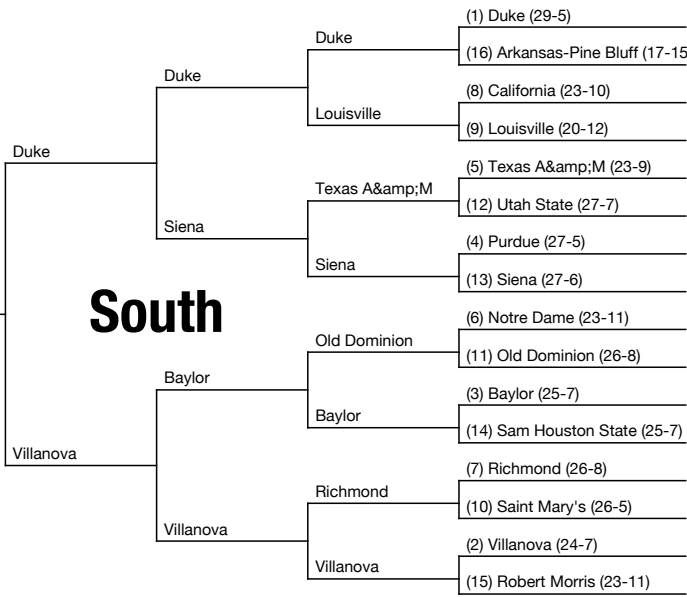 (1) Duke (29-5)
Duke
(16) Arkansas-Pine Bluff (17-15
Duke
(8) California (23-10)
Louisville
(9) Louisville (20-12)
Duke
(5) Texas A&amp;M (23-9)
Texas A&amp;M
(12) Utah State (27-7)
Siena
(4) Purdue (27-5)
Siena
(13) Siena (27-6)
South
(6) Notre Dame (23-11)
Old Dominion
(11) Old Dominion (26-8)
Baylor
(3) Baylor (25-7)
Baylor
(14) Sam Houston State (25-7)
Villanova
(7) Richmond (26-8)
Richmond
(10) Saint Mary's (26-5)
Villanova
(2) Villanova (24-7)
Villanova
(15) Robert Morris (23-11)